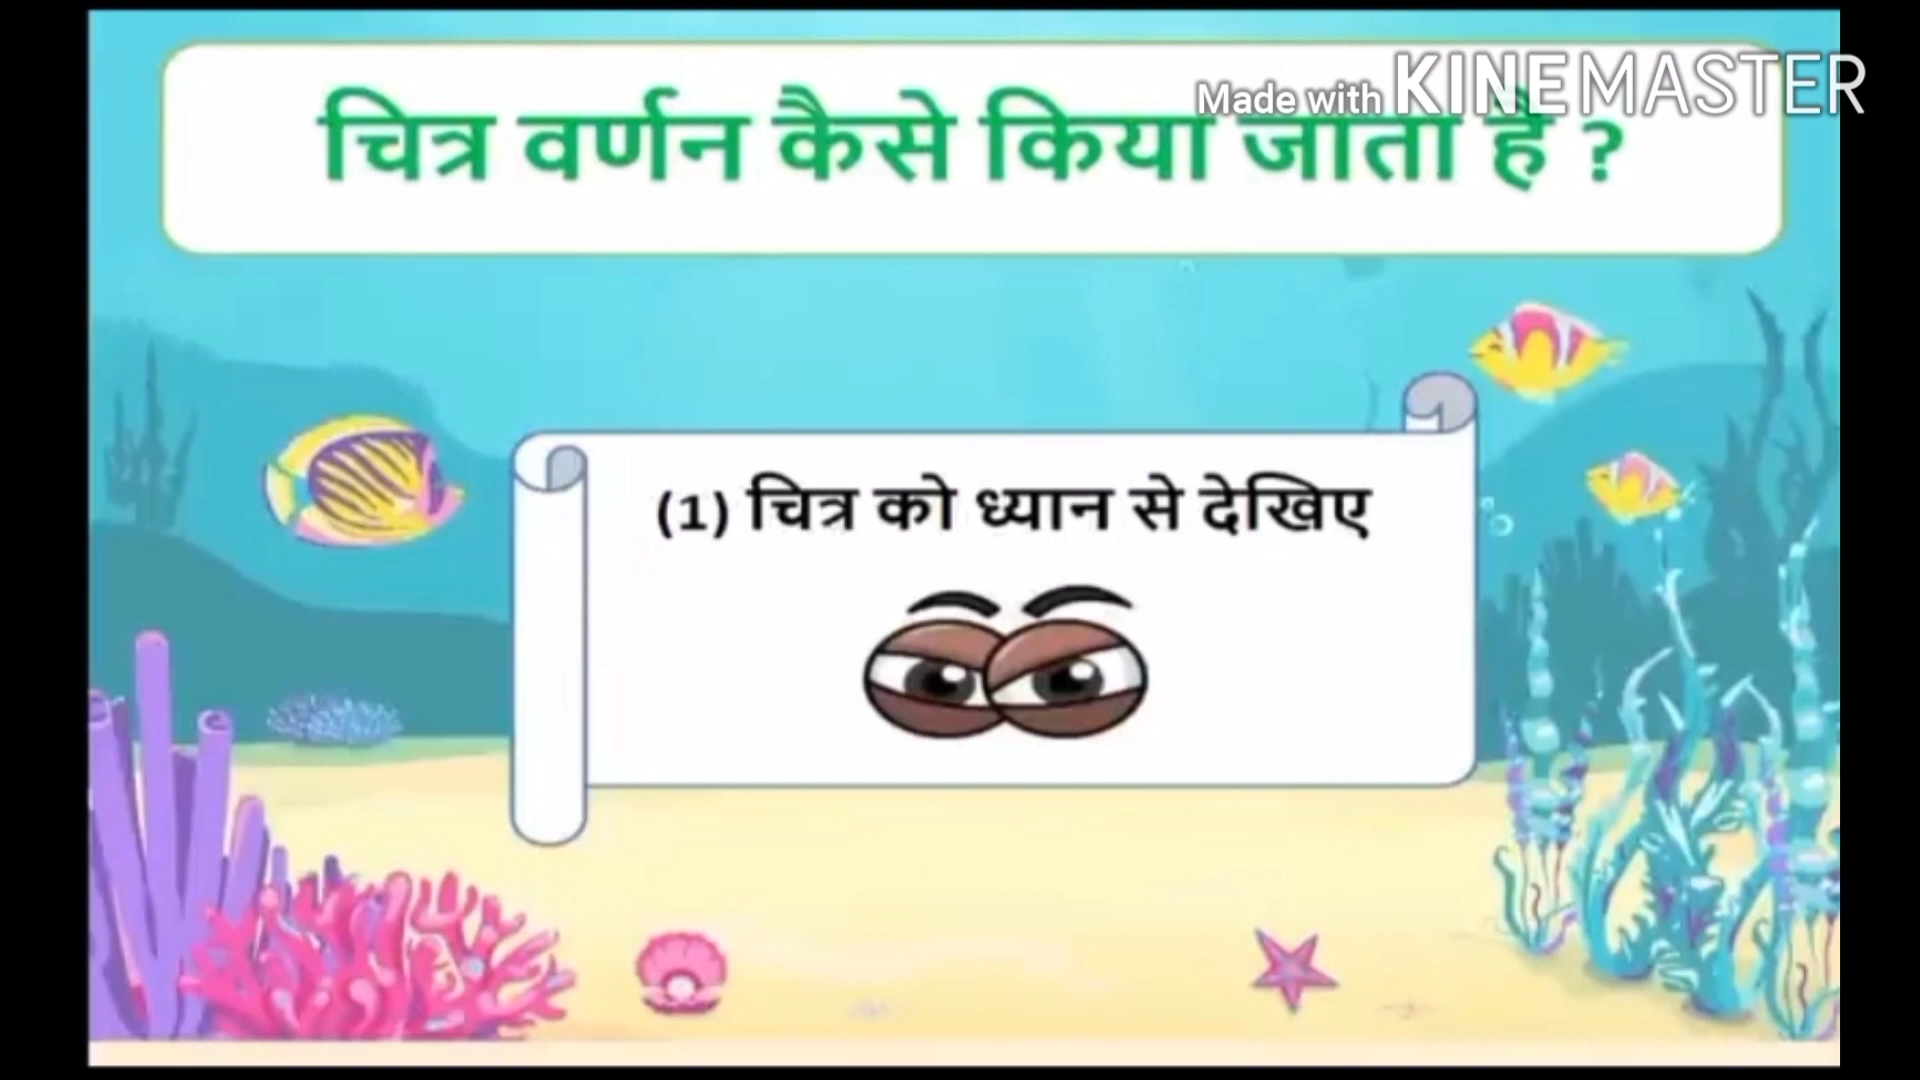 Made with KINEMASTER
चित्र वर्णन कैसे किया जाता है ?
(1) चित्र को ध्यान से देखिए